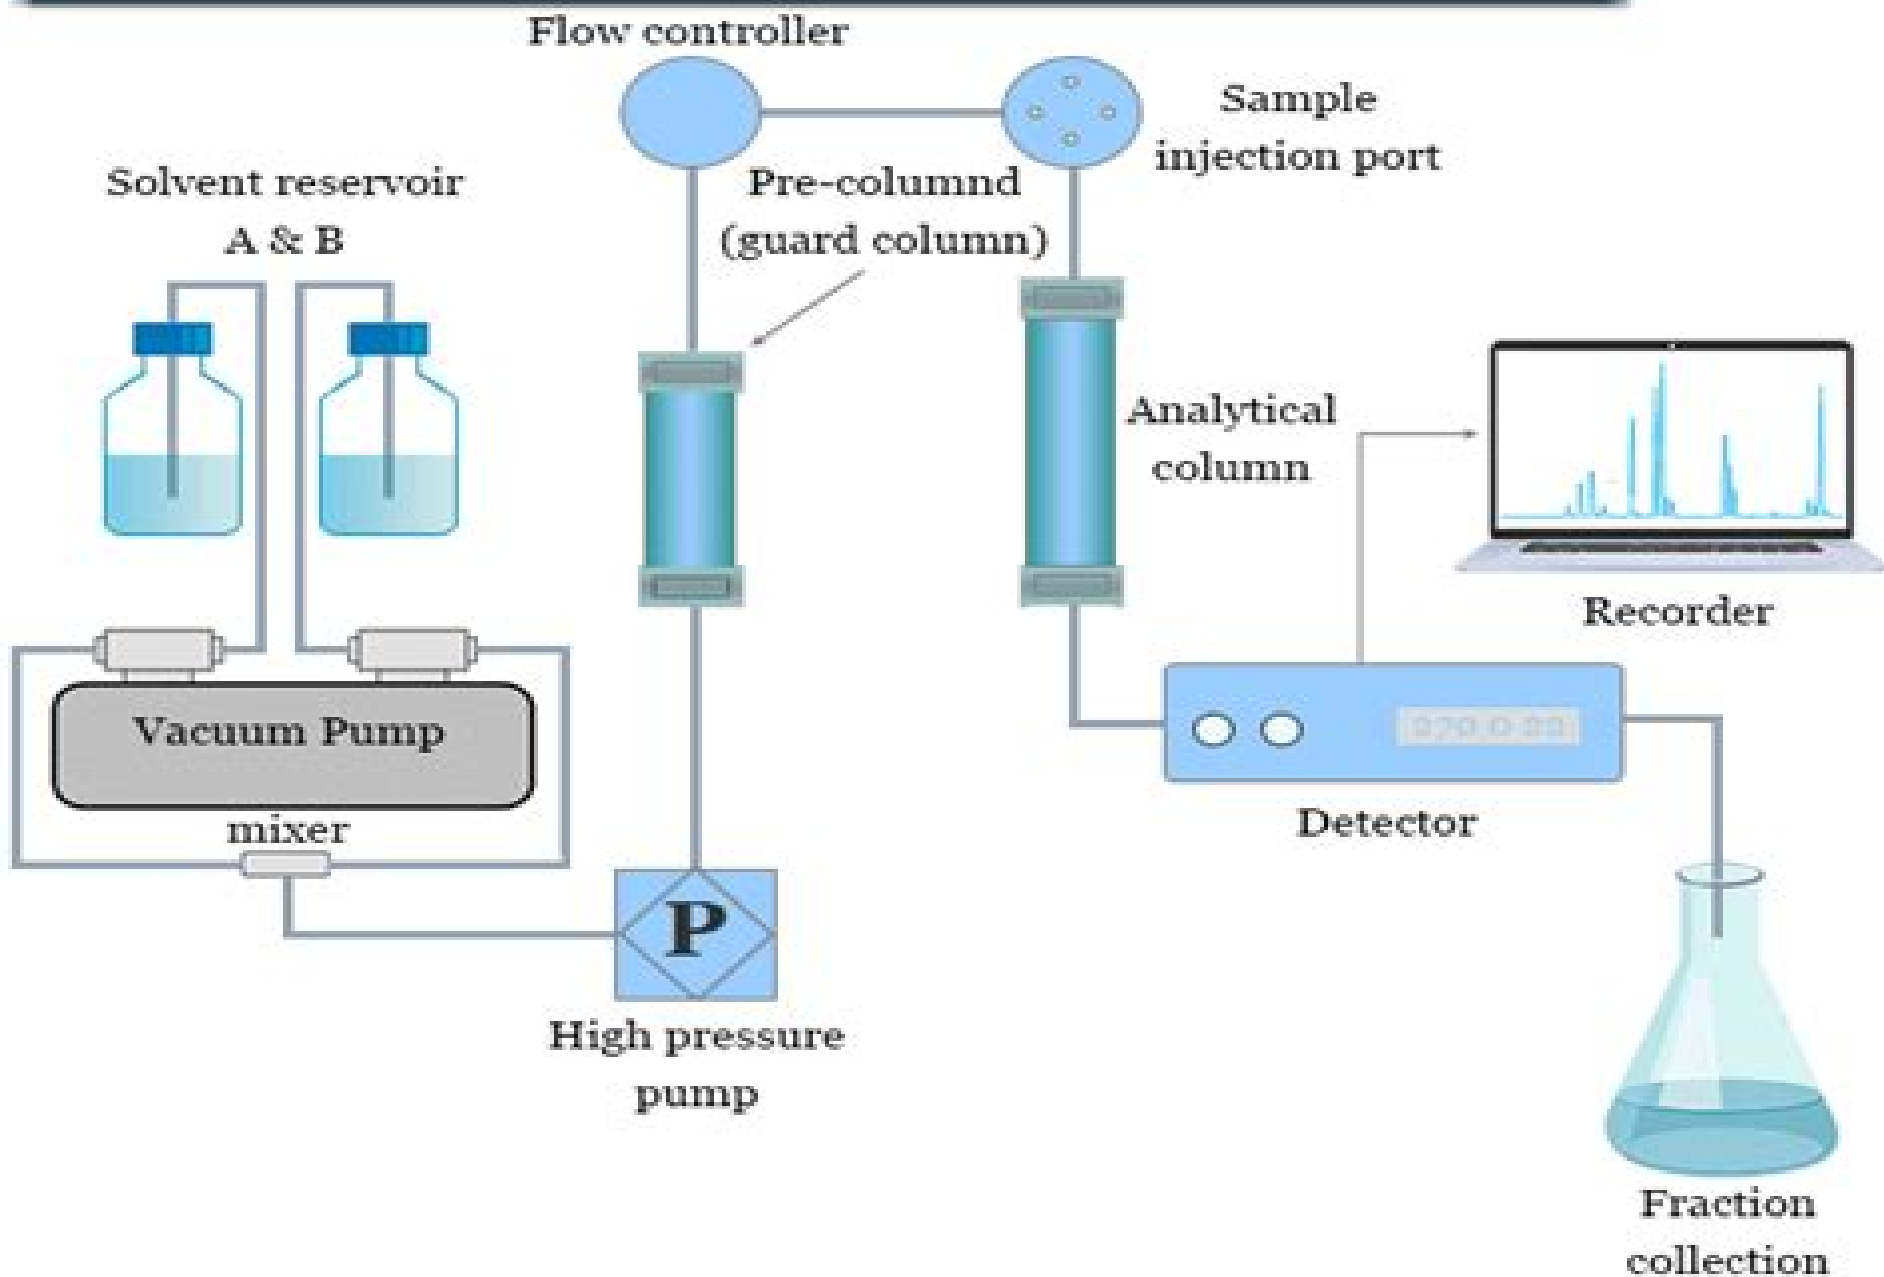 Flow controller
Sample
injection port
Solvent reservoir
A & B
Pre-columnd
(guard column)
Analytical
column
Recorder
Vacuum Pump
mixer
Detector
P
High pressure
pump
Fraction
collection